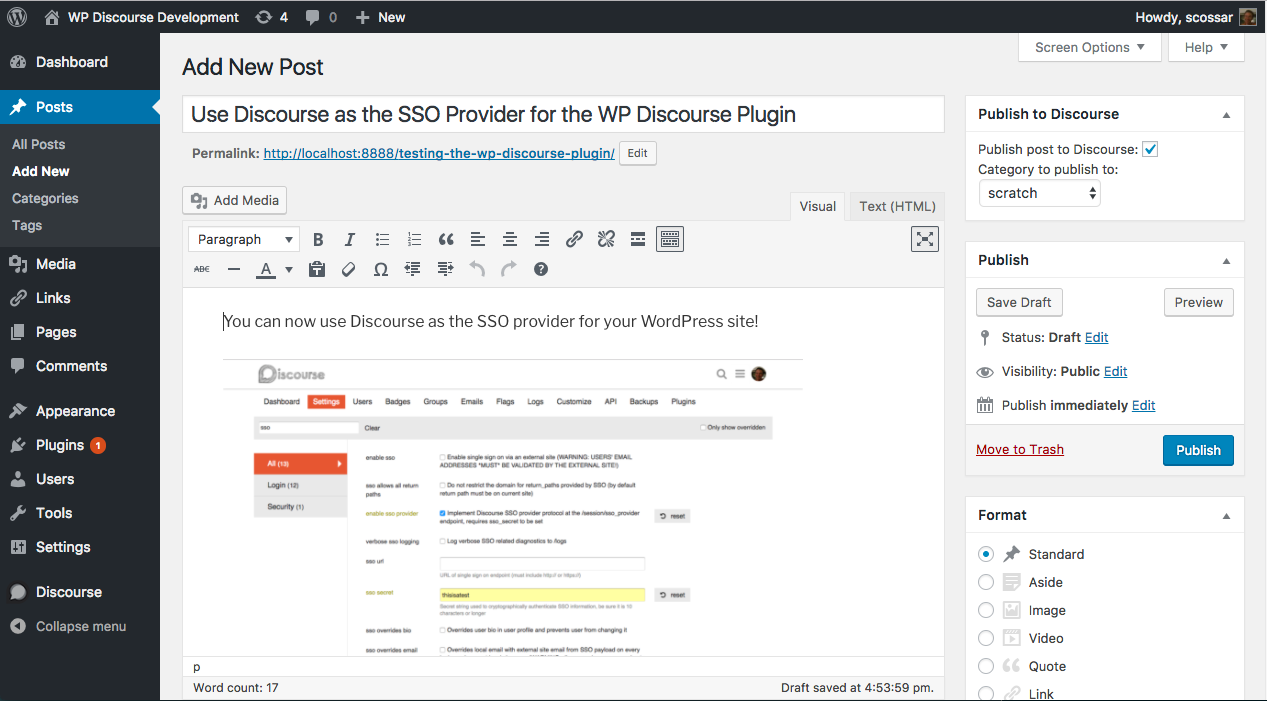 WP Discourse Development 4 0 New Howdy, scossar
Dashboard
Posts
All Posts
Add New
Categories
Tags
Media
Links
Pages
Comments
Appearance
Plugins 1
Users
Tools
Settings
Discourse
Collapse menu
Screen Options Help
Add New Post
Use Discourse as the SSO Provider for the WP Discourse Plugin
Permalink: http://localhost:8888/testing-the-wp-discourse-plugin/ Edit
Add Media
Visual Text (HTML)
Paragraph B I
ABC A Ω
You can now use Discourse as the SSO provider for your WordPress site!
Discourse
Dashboard Settings Users Badges Groups Emails Flags Logs Customize API Backups Plugins
sso Clear Only show overridden
All (13)
Login (12)
Security (1)
enable sso
Enable single sign on via an external site (WARNING: USERS' EMAIL
ADDRESSES *MUST* BE VALIDATED BY THE EXTERNAL SITE!)
sso allows all return
paths
Do not restrict the domain for return_paths provided by SSO (by default
return path must be on current site)
enable sso provider
Implement Discourse SSO provider protocol at the /session/sso_provider
endpoint, requires sso_secret to be set
reset
verbose sso logging
Log verbose SSO related diagnostics to /logs
sso url
URL of single sign on endpoint (must include http:// or https://)
sso secret
thisisatest
reset
Secret string used to cryptographically authenticate SSO information, be sure it is 10
characters or longer
sso overrides bio
Overrides user bio in user profile and prevents user from changing it
sso overrides email
Overrides local email with external site email from SSO payload on every
p
Word count: 17 Draft saved at 4:53:59 pm.
Publish to Discourse
Publish post to Discourse:
Category to publish to:
scratch
Publish
Save Draft Preview
Status: Draft Edit
Visibility: Public Edit
Publish immediately Edit
Move to Trash Publish
Format
Standard
Aside
Image
Video
Quote
Link